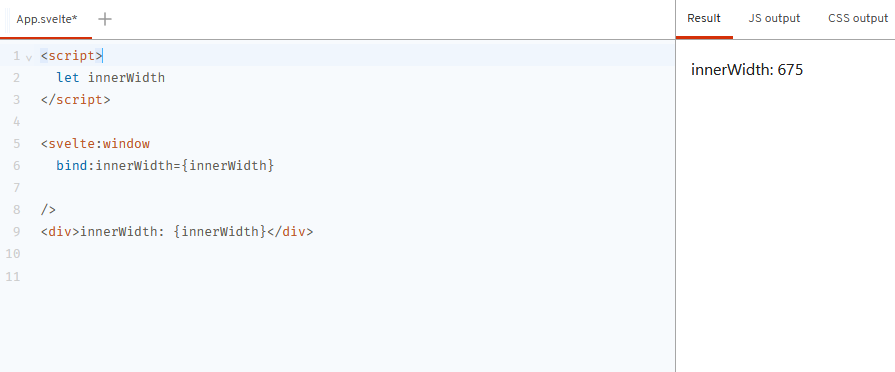 App.svelte* +
Result JS output CSS output
1 <script>
2 let innerWidth
3 </script>
4
5 <svelte:window
6 bind:innerWidth={innerWidth}
7
8 />
9 <div>innerWidth: {innerWidth}</div>
10
11
innerWidth: 675